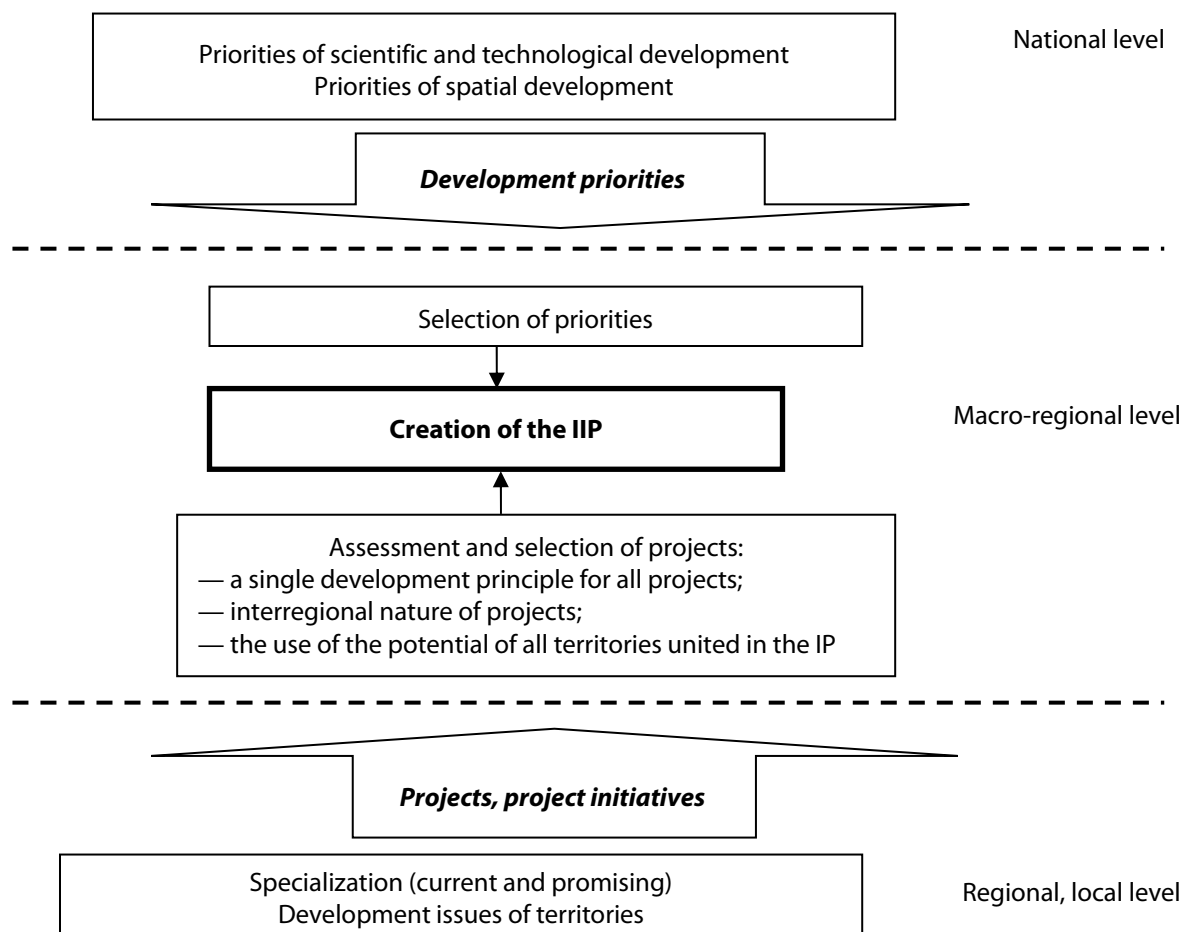 Priorities of scientific and technological development
Priorities of spatial development
National level
Development priorities
Selection of priorities
Creation of the IIP
Macro-regional level
Assessment and selection of projects:
— a single development principle for all projects;
— interregional nature of projects;
— the use of the potential of all territories united in the IP
Projects, project initiatives
Specialization (current and promising)
Development issues of territories
Regional, local level